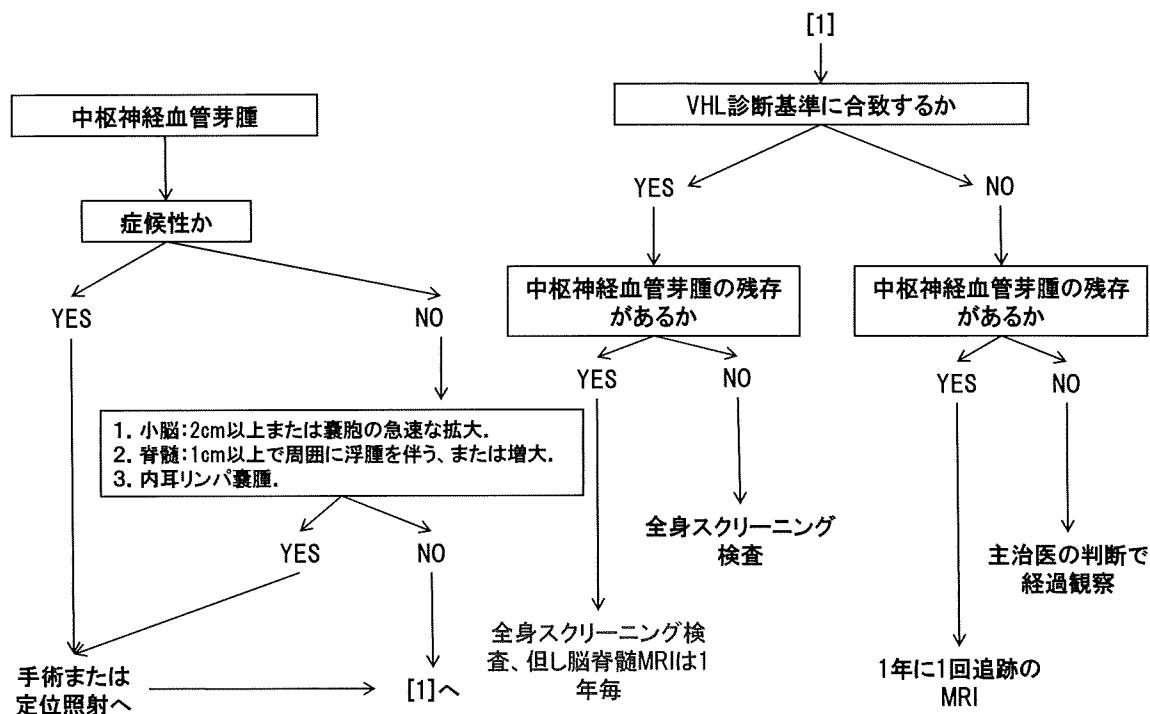 中枢神経血管芽腫
症候性か
YES
NO
1. 小脳:2cm以上または嚢胞の急速な拡大.
2. 脊髄:1cm以上で周囲に浮腫を伴う、または増大.
3. 内耳リンパ嚢腫.
YES
NO
手術または
定位照射へ
[1]へ
[1]
VHL診断基準に合致するか
YES
NO
中枢神経血管芽腫の残存
があるか
YES
NO
全身スクリーニング
検査
全身スクリーニング検
査、但し脳脊髄MRIは1
年毎
中枢神経血管芽腫の残存
があるか
YES
NO
主治医の判断で
経過観察
1年に1回追跡の
MRI